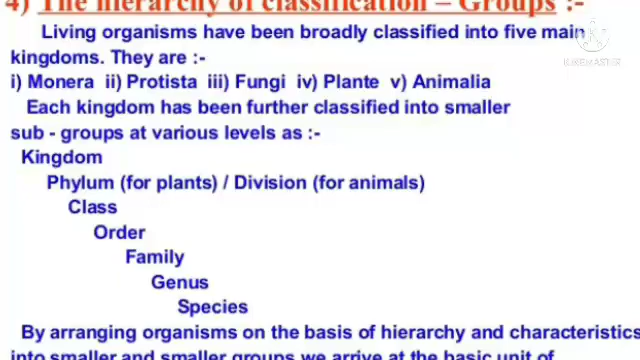 4) The hierarchy of classification – Groups :-
Living organisms have been broadly classified into five main
kingdoms. They are :-
i) Monera ii) Protista iii) Fungi iv) Plante v) Animalia
Each kingdom has been further classified into smaller
sub - groups at various levels as :-
Kingdom
Phylum (for plants) / Division (for animals)
Class
Order
Family
Genus
Species
By arranging organisms on the basis of hierarchy and characteristics
into smaller and smaller groups we arrive at the basic unit of